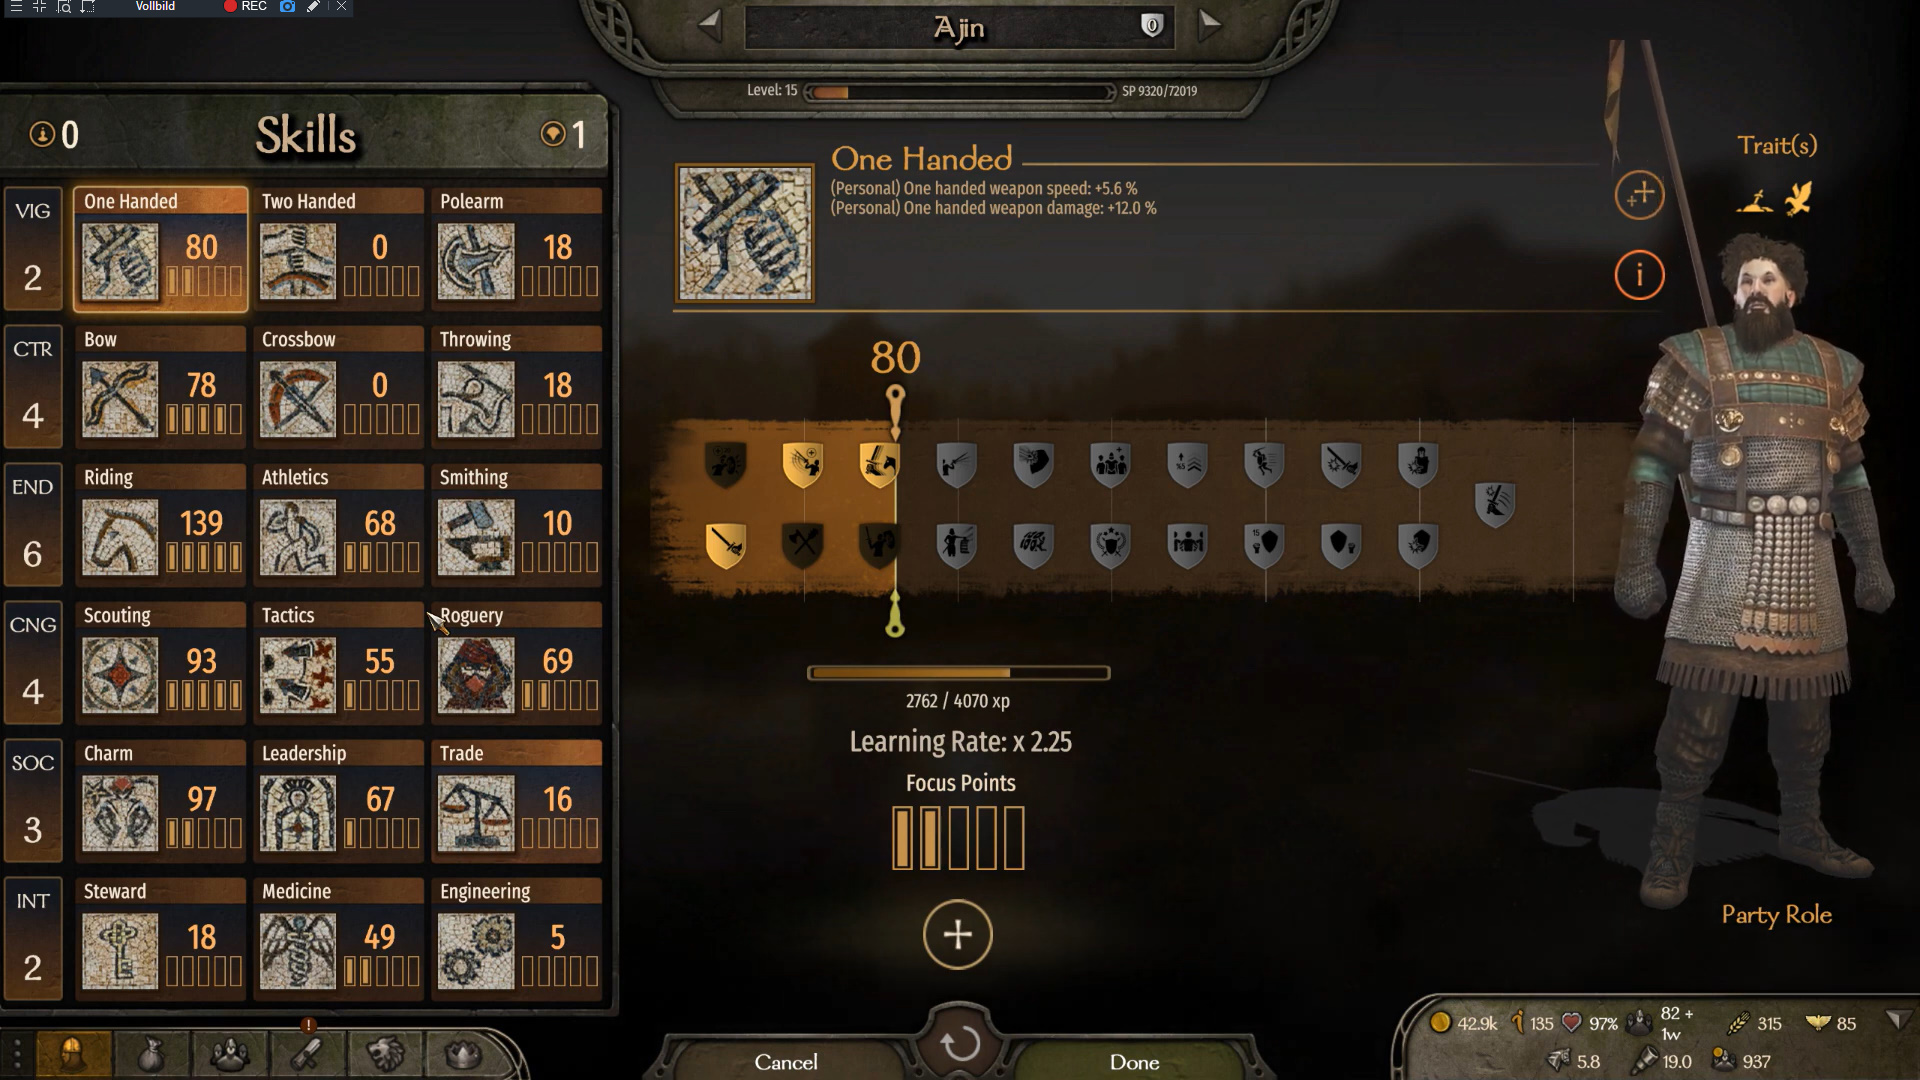 Vollbild
REC
Ajin
0
Level: 15
SP 9320/72019
0
Skills
1
VIG
2
One Handed
80
Two Handed
0
Polearm
18
CTR
4
Bow
78
Crossbow
0
Throwing
18
END
6
Riding
139
Athletics
68
Smithing
10
CNG
4
Scouting
93
Tactics
55
Roguery
69
SOC
3
Charm
97
Leadership
67
Trade
16
INT
2
Steward
18
Medicine
49
Engineering
5
One Handed
(Personal) One handed weapon speed: +5.6 %
(Personal) One handed weapon damage: +12.0 %
80
%5
15
2762 / 4070 xp
Learning Rate: x 2.25
Focus Points
Trait(s)
i
Party Role
!
Cancel
Done
42.9k
135
97%
82 +
1w
315
85
5.8
19.0
937